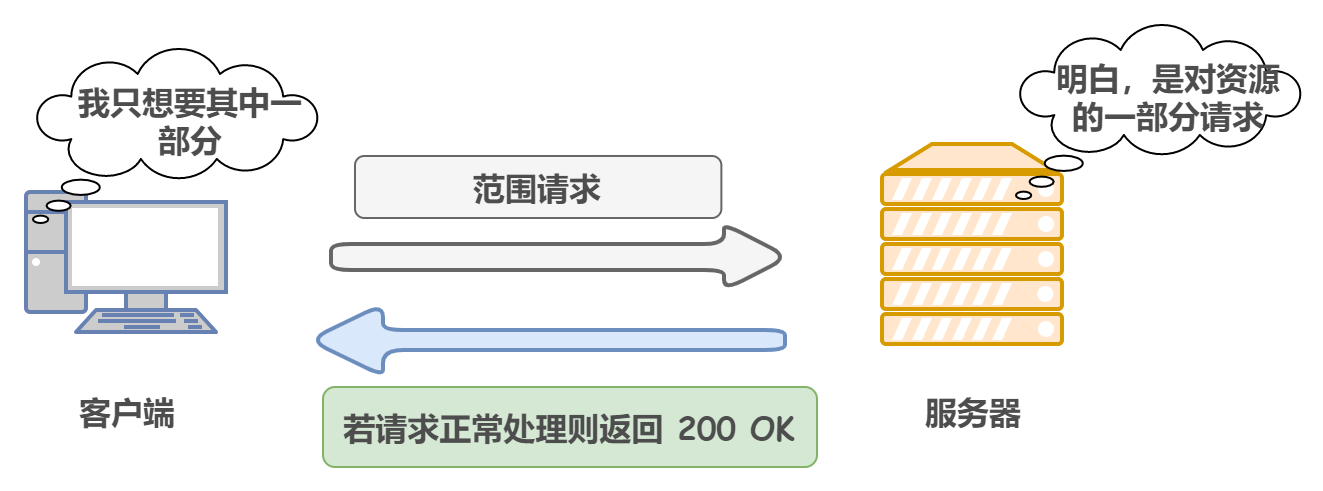 我只想要其中一
部分
明白，是对资源
的一部分请求
范围请求
若请求正常处理则返回 200 OK
客户端
服务器